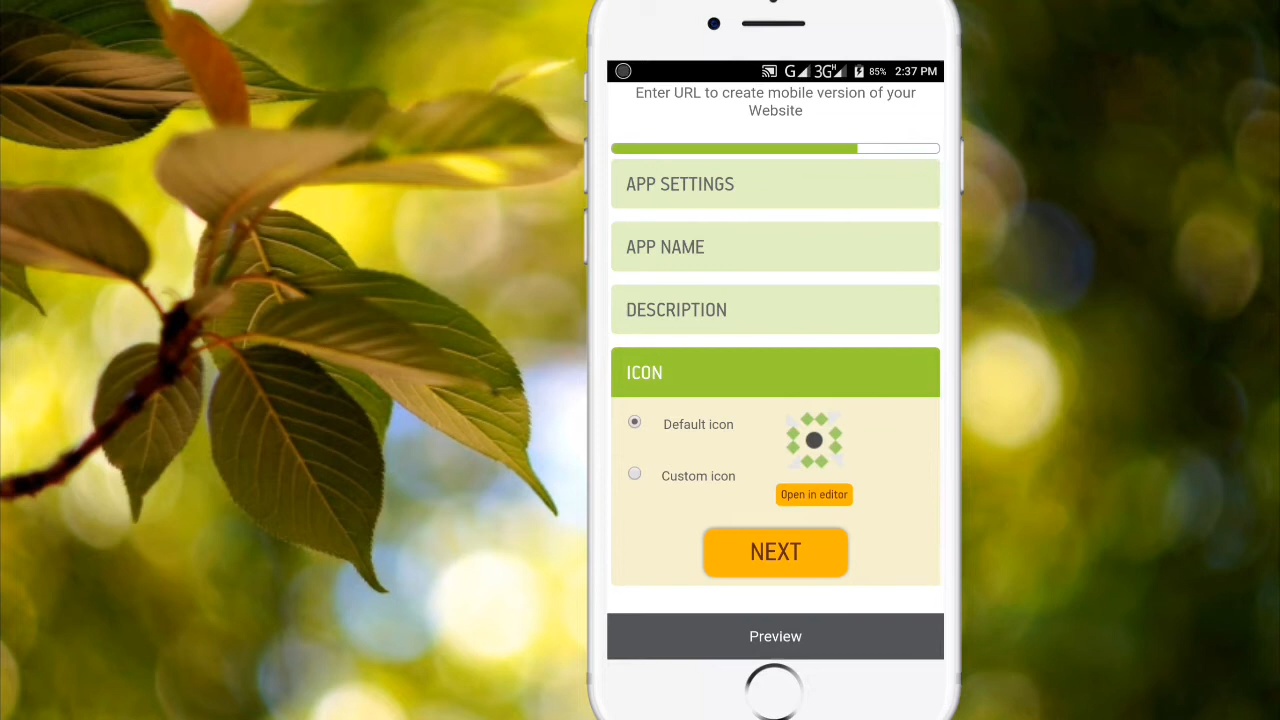 G 3G H 85% 2:37 PM
Enter URL to create mobile version of your
Website
APP SETTINGS
APP NAME
DESCRIPTION
ICON
Default icon
Custom icon
Open in editor
NEXT
Preview